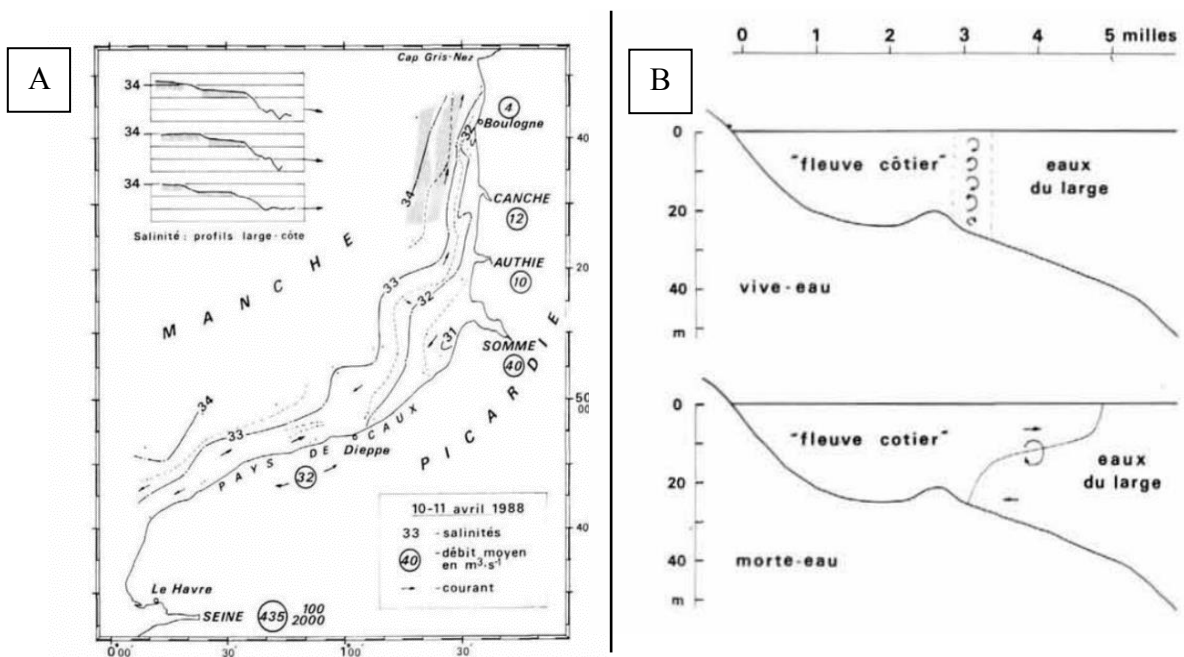 A
Cap Gris-Nez
34
34
34
Salinité : profils large-côte
4
Boulogne
32
34
CANCHE
12
AUTHIE
10
33
32
31
SOMME
40
MANCHE
PICARDIE
34
33
PAYS DE CAUX
Dieppe
32
10-11 avril 1988
33 - salinités
40 - débit moyen
en m³.s⁻¹
- courant
Le Havre
SEINE 435 100
2000
40
20
50
00
40
0°00' 30' 1°00' 30'
B
0 1 2 3 4 5 milles
0
20
40
m
"fleuve côtier"
eaux
du large
vive-eau
0
20
40
m
"fleuve cotier"
eaux
du large
morte-eau